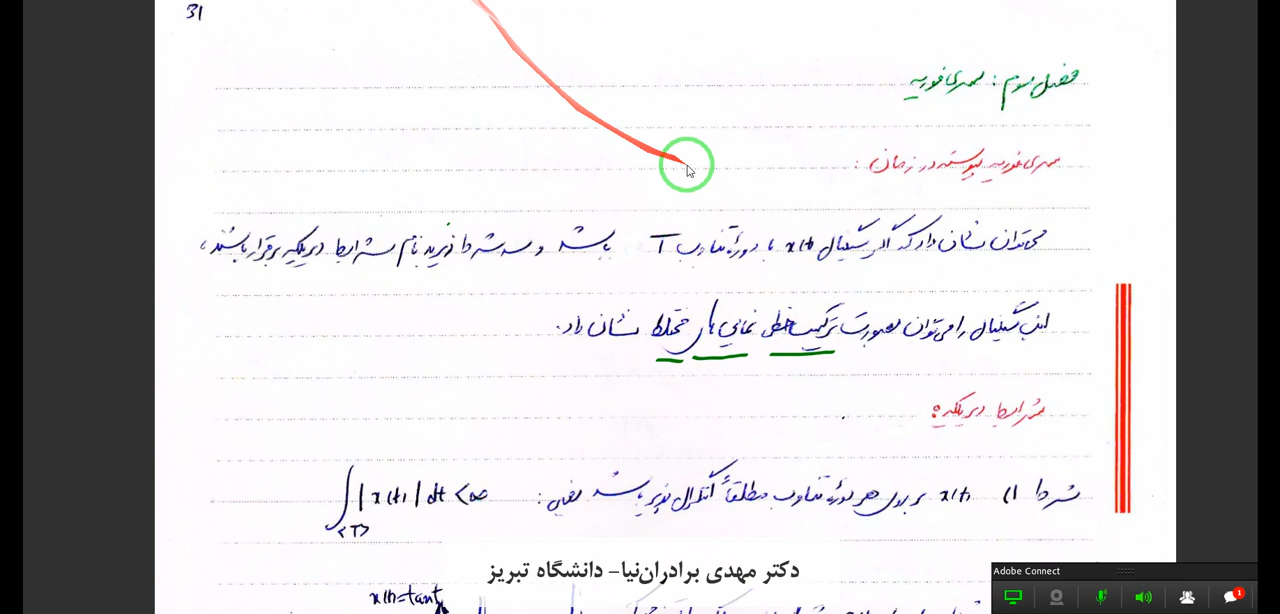 31
فصل سوم: سری فوریه
سری فوریه پیوسته در زمان:
می‌توان نشان داد که اگر سیگنال x(t) با دوره تناوب T باشد و سه شرط زیر به نام شرایط دیریکله برقرار باشند،
این سیگنال را می‌توان بصورت ترکیب خطی نمایی های مختلط نشان داد.
شرایط دیریکله:
شرط 1) x(t) بر روی هر دوره تناوب مطلقاً انتگرال پذیر باشد یعنی: ∫<T> |x(t)| dt < ∞
دکتر مهدی برادران‌نیا- دانشگاه تبریز
x(t)=tant
Adobe Connect
1